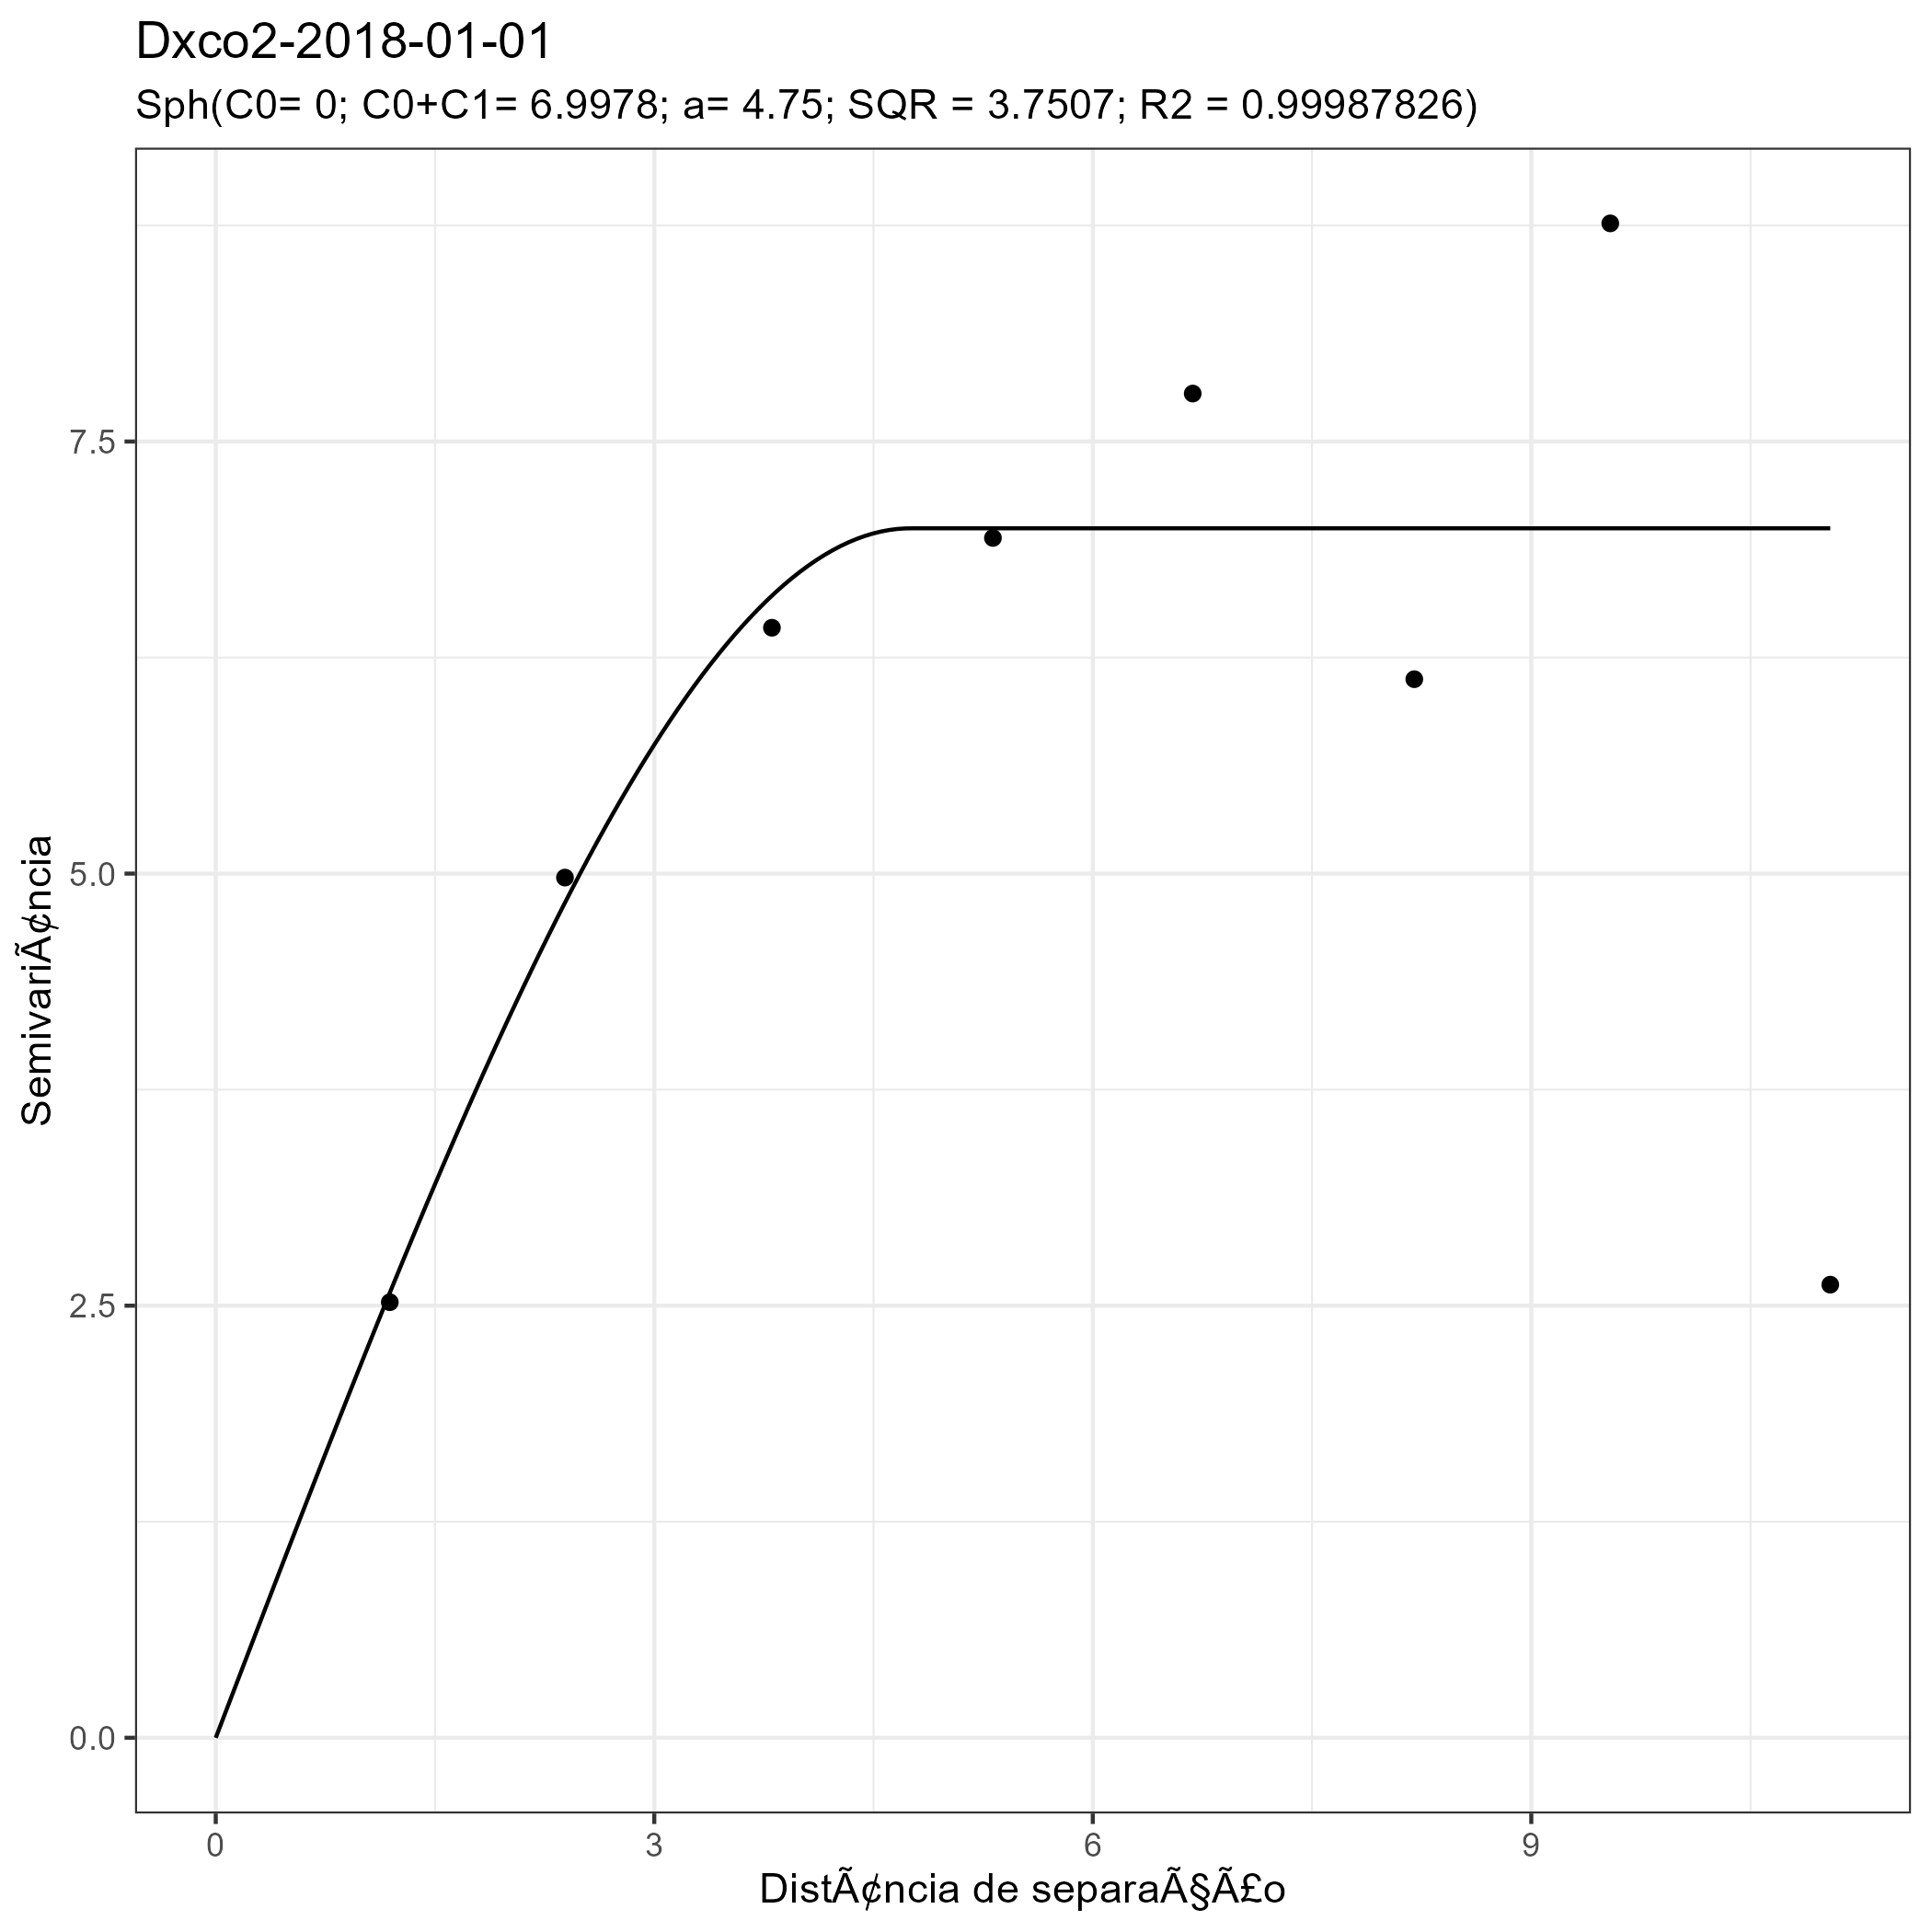 Dxco2-2018-01-01
Sph(C0= 0; C0+C1= 6.9978; a= 4.75; SQR = 3.7507; R2 = 0.99987826)
SemivariÃ¢ncia
7.5
5.0
2.5
0.0
0
3
6
9
DistÃ¢ncia de separaÃ§Ã£o